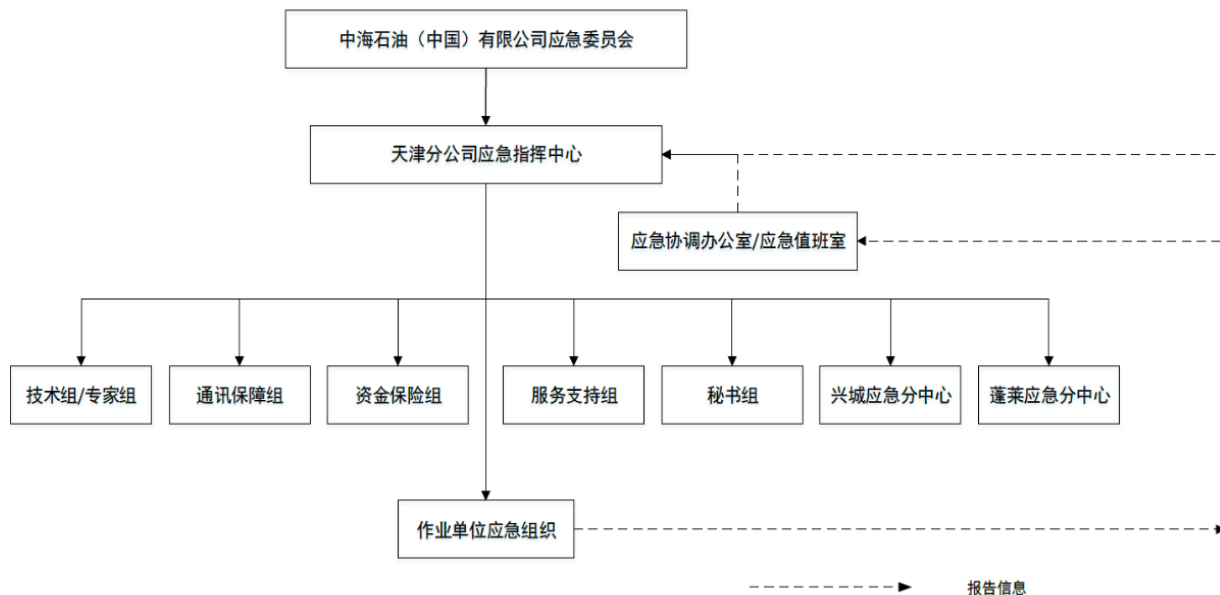 中海石油（中国）有限公司应急委员会
天津分公司应急指挥中心
应急协调办公室/应急值班室
技术组/专家组
通讯保障组
资金保险组
服务支持组
秘书组
兴城应急分中心
蓬莱应急分中心
作业单位应急组织
报告信息